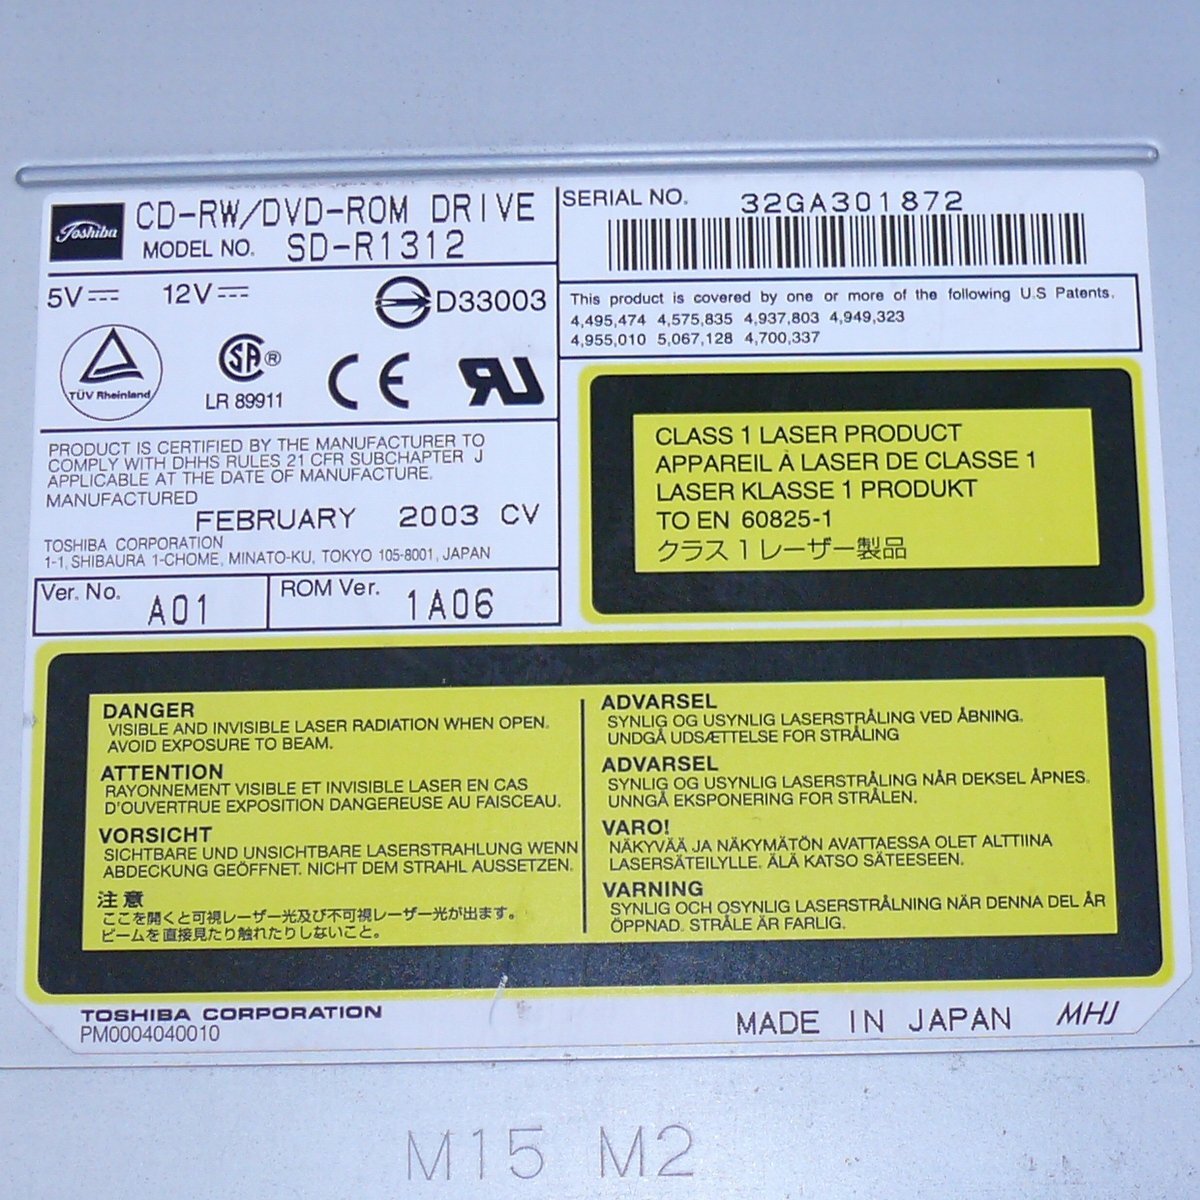 Toshiba
CD-RW/DVD-ROM DRIVE
MODEL NO. SD-R1312
SERIAL NO. 32GA301872
5V 12V D33003
This product is covered by one or more of the following U.S Patents.
4,495,474 4,575,835 4,937,803 4,949,323
4,955,010 5,067,128 4,700,337
TÜV Rheinland
SA®
LR 89911
CE
RU
PRODUCT IS CERTIFIED BY THE MANUFACTURER TO
COMPLY WITH DHHS RULES 21 CFR SUBCHAPTER J
APPLICABLE AT THE DATE OF MANUFACTURE.
MANUFACTURED
FEBRUARY 2003 CV
TOSHIBA CORPORATION
1-1, SHIBAURA 1-CHOME, MINATO-KU, TOKYO 105-8001, JAPAN
Ver. No. A01
ROM Ver. 1A06
CLASS 1 LASER PRODUCT
APPAREIL À LASER DE CLASSE 1
LASER KLASSE 1 PRODUKT
TO EN 60825-1
クラス1レーザー製品
DANGER
VISIBLE AND INVISIBLE LASER RADIATION WHEN OPEN.
AVOID EXPOSURE TO BEAM.
ATTENTION
RAYONNEMENT VISIBLE ET INVISIBLE LASER EN CAS
D'OUVERTRUE EXPOSITION DANGEREUSE AU FAISCEAU.
VORSICHT
SICHTBARE UND UNSICHTBARE LASERSTRAHLUNG WENN
ABDECKUNG GEÖFFNET. NICHT DEM STRAHL AUSSETZEN.
注意
ここを開くと可視レーザー光及び不可視レーザー光が出ます。
ビームを直接見たり触れたりしないこと。
ADVARSEL
SYNLIG OG USYNLIG LASERSTRÅLING VED ÅBNING.
UNDGÅ UDSÆTTELSE FOR STRÅLING
ADVARSEL
SYNLIG OG USYNLIG LASERSTRÅLING NÅR DEKSEL ÅPNES.
UNNGÅ EKSPONERING FOR STRÅLEN.
VARO!
NÄKYVÄÄ JA NÄKYMÄTÖN AVATTAESSA OLET ALTTIINA
LASERSÄTEILYLLE. ÄLÄ KATSO SÄTEESEEN.
VARNING
SYNLIG OCH OSYNLIG LASERSTRÅLNING NÄR DENNA DEL ÄR
ÖPPNAD. STRÅLE ÄR FARLIG.
TOSHIBA CORPORATION
PM0004040010
MADE IN JAPAN MHJ
M15 M2